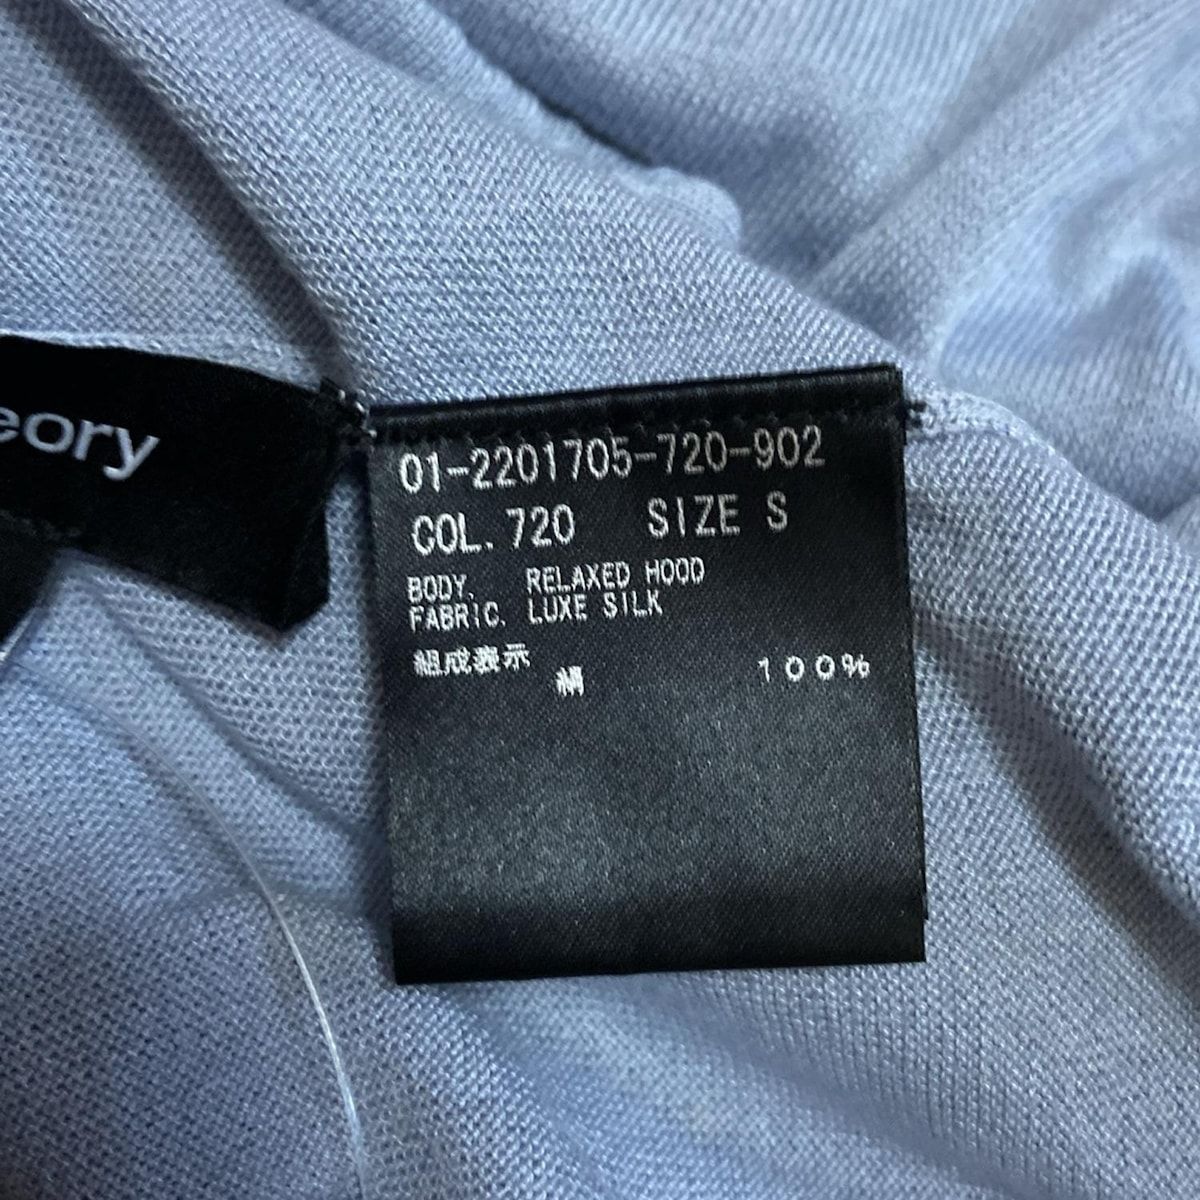 eory
01-2201705-720-902
COL. 720 SIZE S
BODY. RELAXED HOOD
FABRIC. LUXE SILK
組成表示
絹 100%